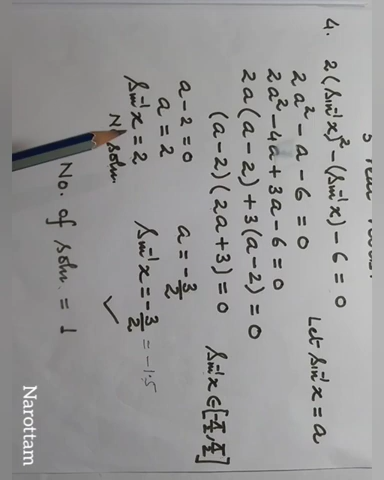 4. 2(sin⁻¹x)² - (sin⁻¹x) - 6 = 0
Let sin⁻¹x = a
2a² - a - 6 = 0
2a² - 4a + 3a - 6 = 0
2a(a-2) + 3(a-2) = 0
(a-2)(2a+3) = 0
sin⁻¹x ∈ [-π/2, π/2]
a - 2 = 0
a = 2
sin⁻¹x = 2
No soln.
a = -3/2
sin⁻¹x = -3/2 = -1.5
✓
No. of soln. = 1
Narottam